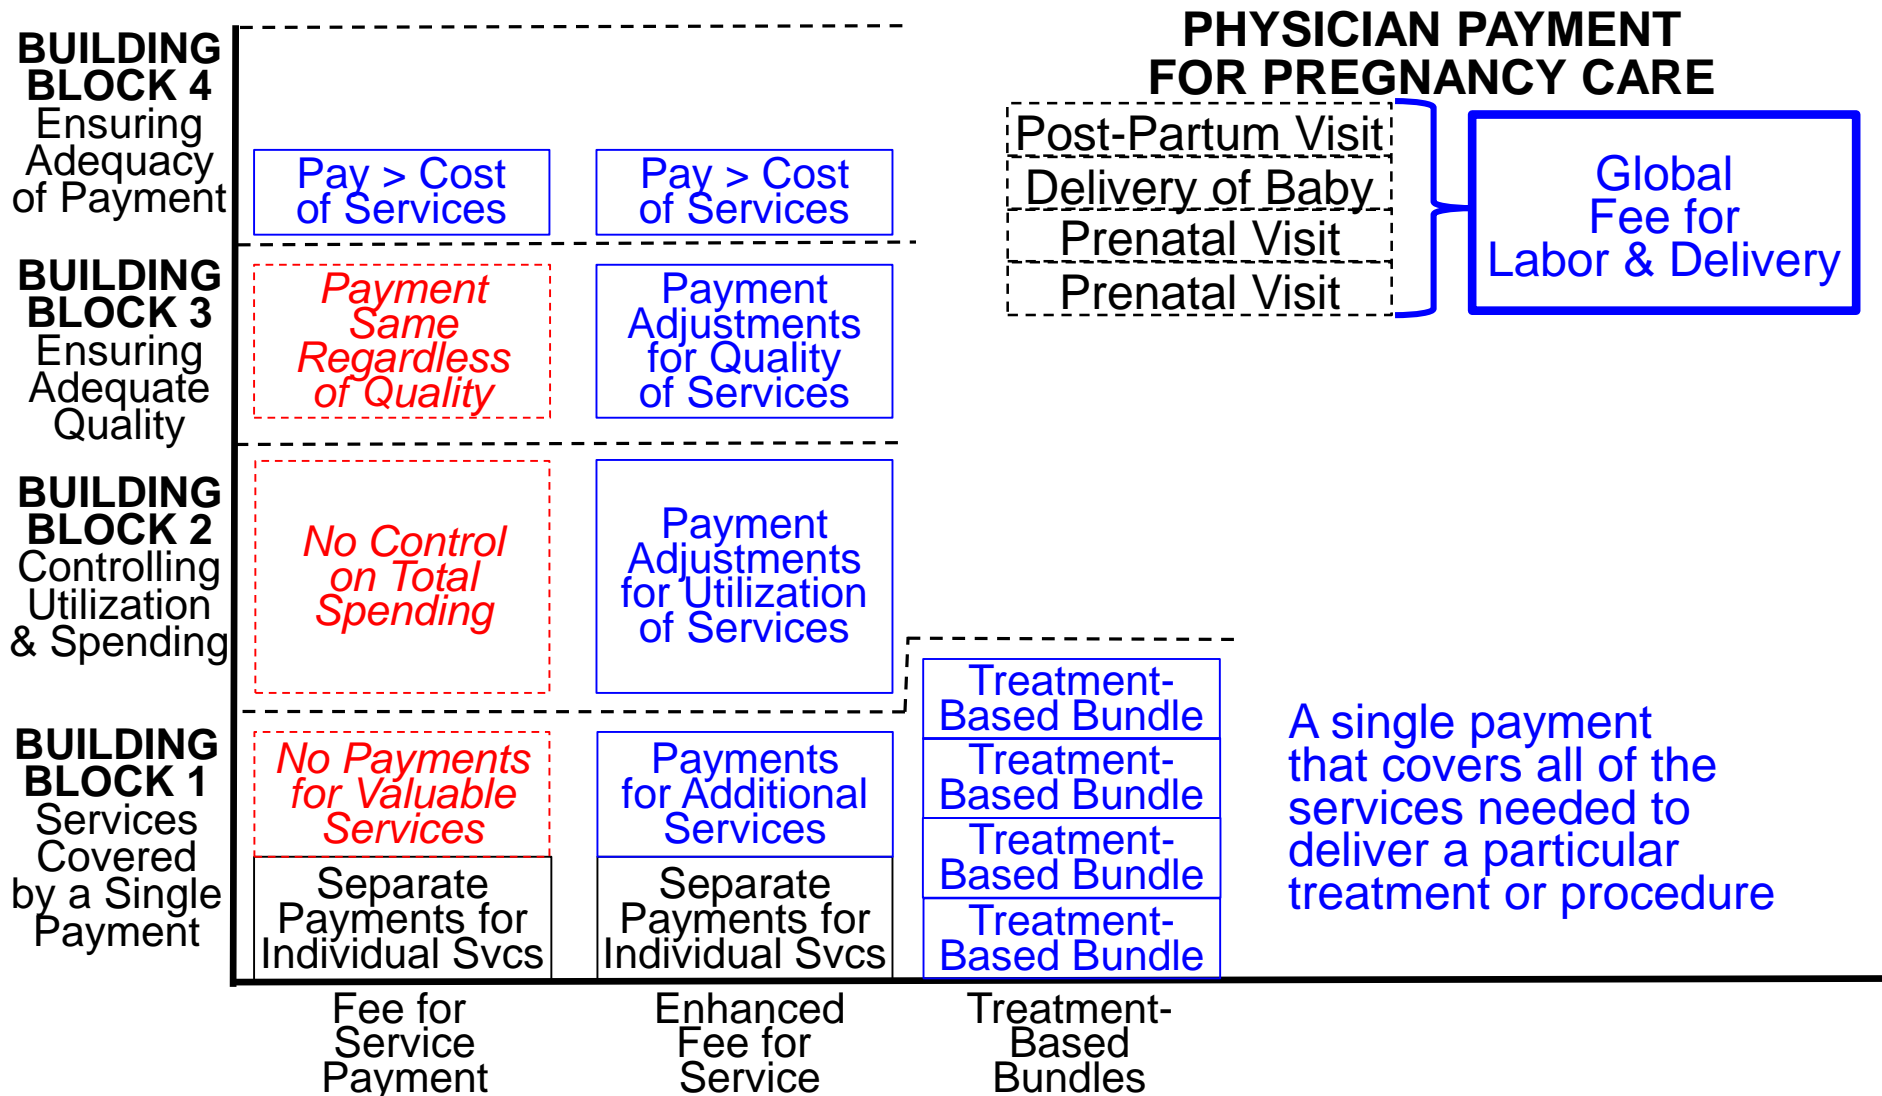 PHYSICIAN PAYMENT
FOR PREGNANCY CARE
Post-Partum Visit
Delivery of Baby
Prenatal Visit
Prenatal Visit
Global
Fee for
Labor & Delivery
BUILDING
BLOCK 4
Ensuring
Adequacy
of Payment
Pay > Cost
of Services
Pay > Cost
of Services
BUILDING
BLOCK 3
Ensuring
Adequate
Quality
Payment
Same
Regardless
of Quality
Payment
Adjustments
for Quality
of Services
BUILDING
BLOCK 2
Controlling
Utilization
& Spending
No Control
on Total
Spending
Payment
Adjustments
for Utilization
of Services
BUILDING
BLOCK 1
Services
Covered
by a Single
Payment
No Payments
for Valuable
Services
Separate
Payments for
Individual Svcs
Payments
for Additional
Services
Separate
Payments for
Individual Svcs
Treatment-
Based Bundle
Treatment-
Based Bundle
Treatment-
Based Bundle
Treatment-
Based Bundle
A single payment
that covers all of the
services needed to
deliver a particular
treatment or procedure
Fee for
Service
Payment
Enhanced
Fee for
Service
Treatment-
Based
Bundles